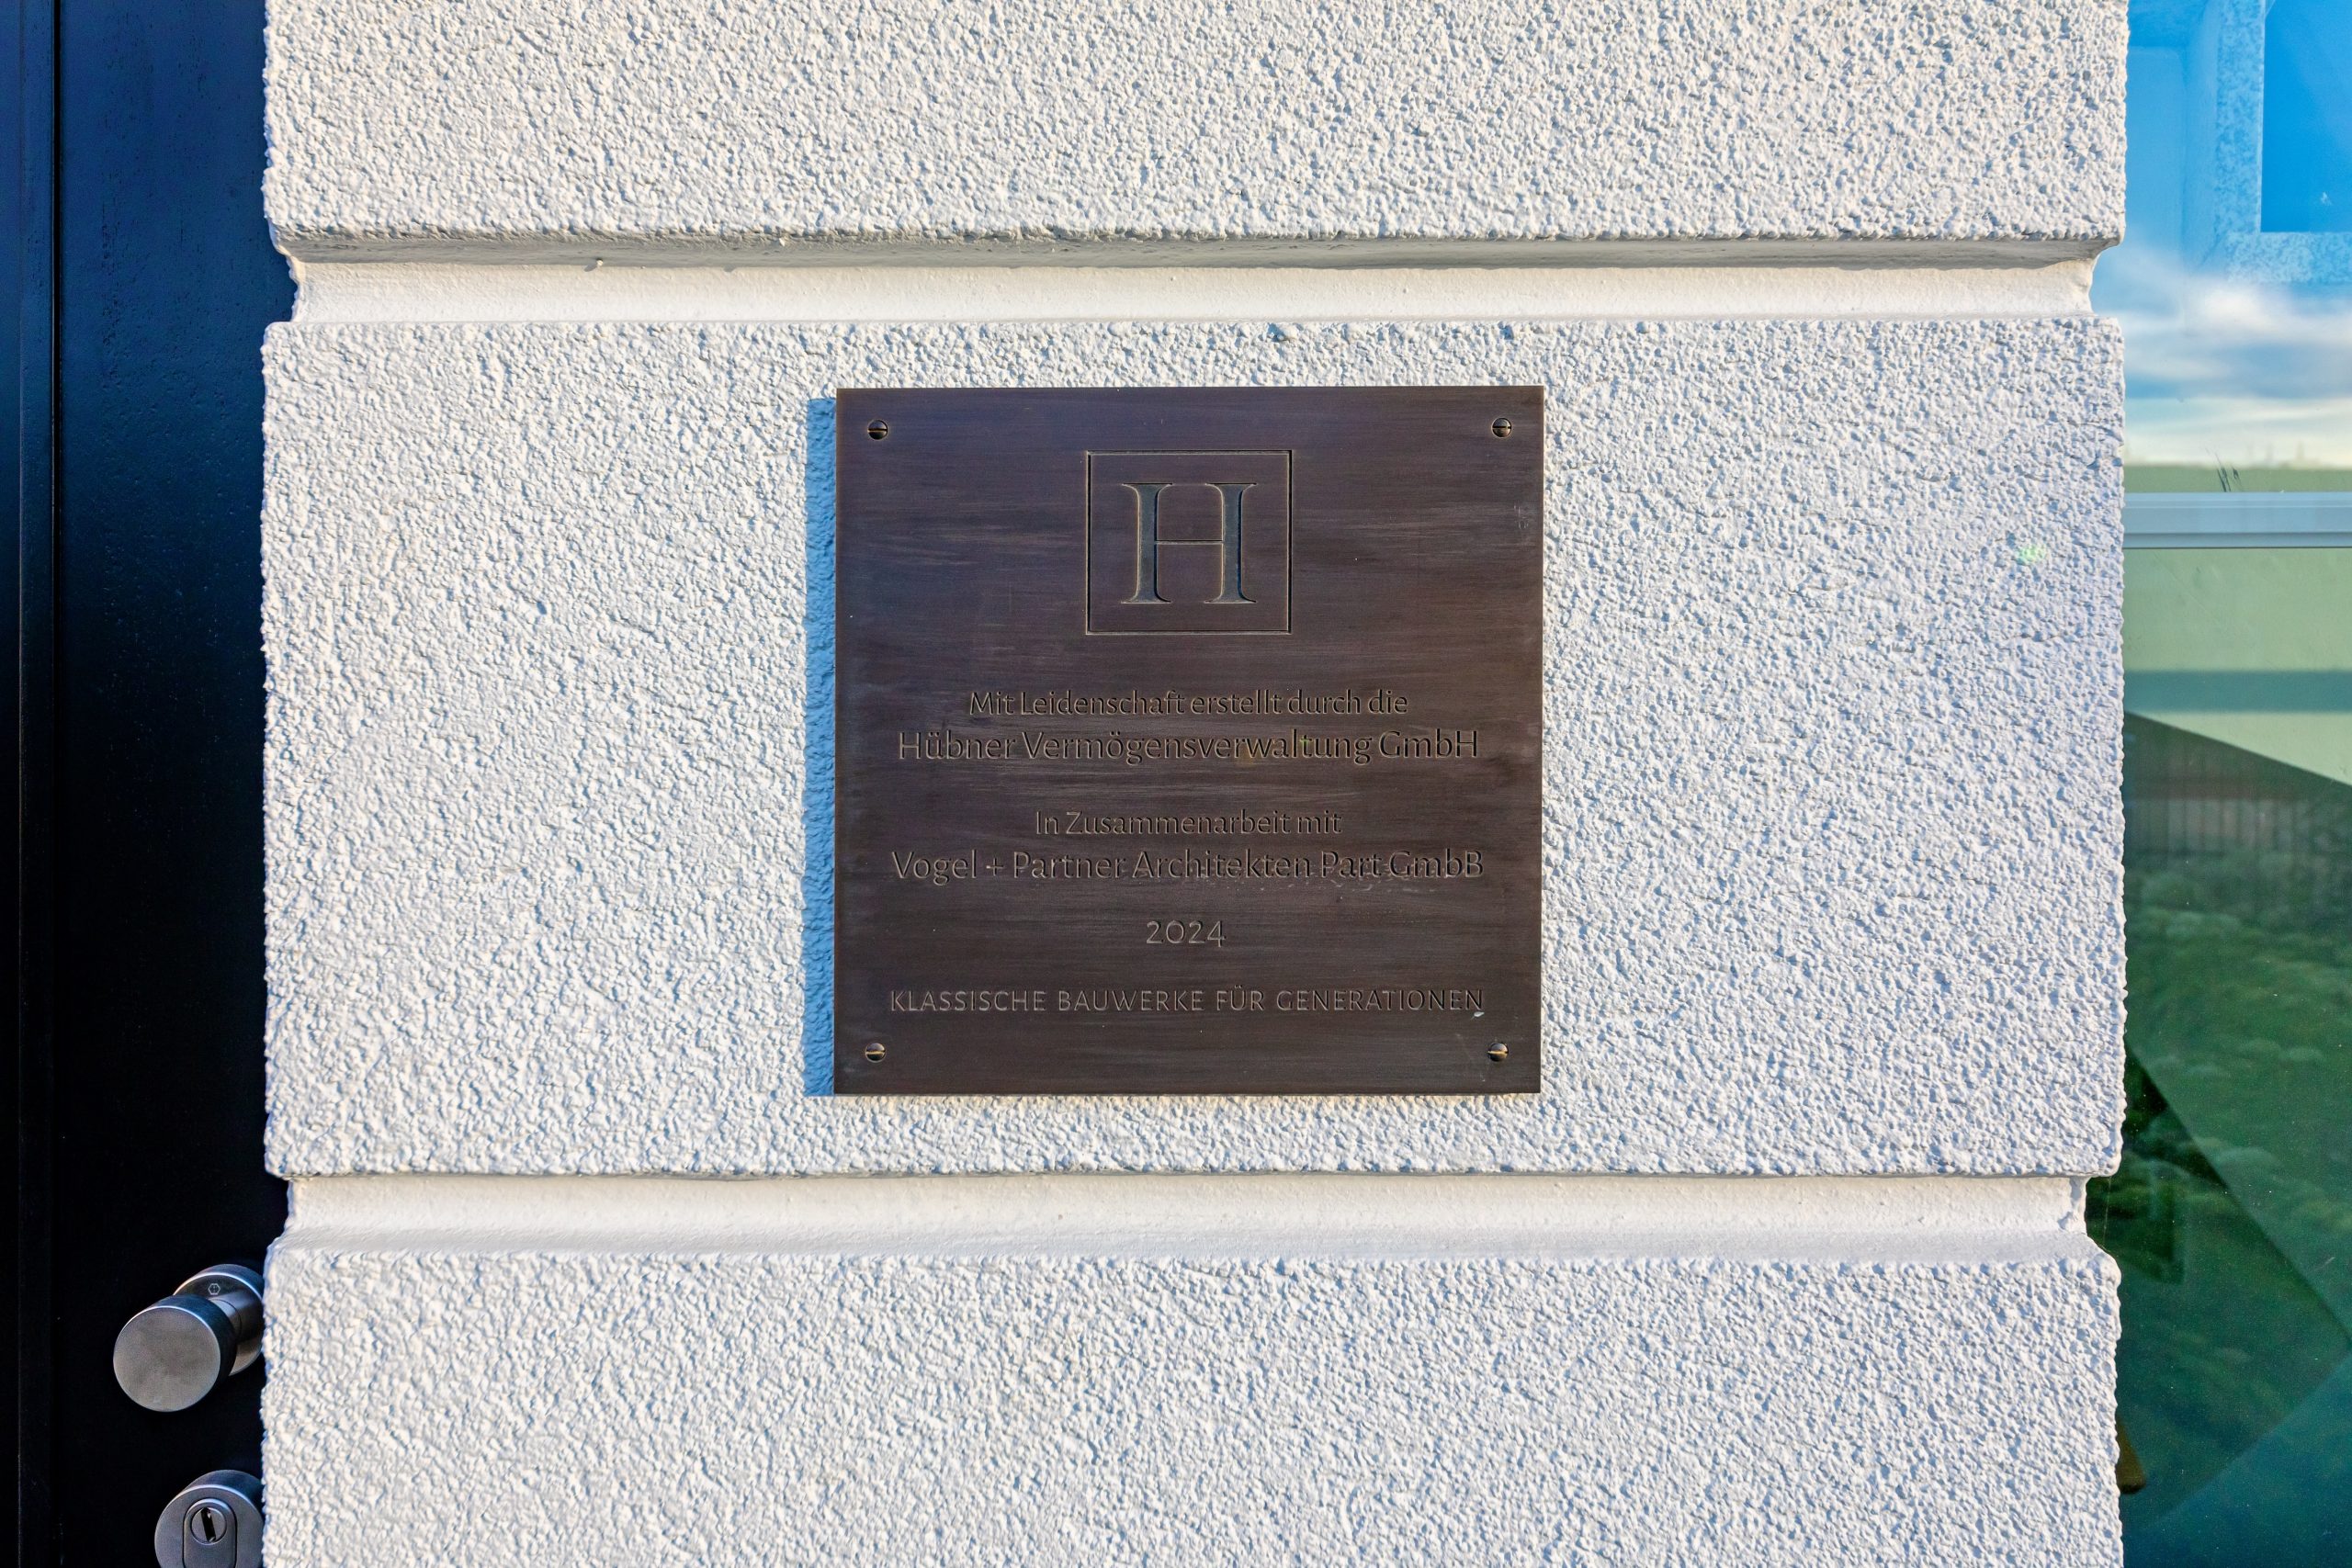 H
Mit Leidenschaft erstellt durch die
Hübner Vermögensverwaltung GmbH
In Zusammenarbeit mit
Vogel + Partner Architekten Part GmbB
2024
KLASSISCHE BAUWERKE FÜR GENERATIONEN